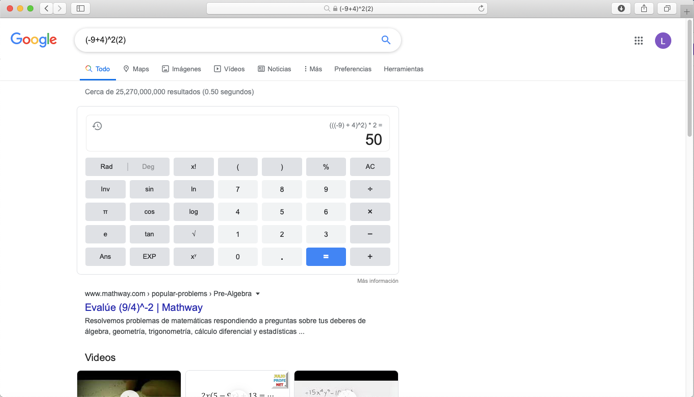 (-9+4)^2(2)
Google
(-9+4)^2(2)
L
Todo Maps Imágenes Videos Noticias Más Preferencias Herramientas
Cerca de 25,270,000,000 resultados (0.50 segundos)
(((-9) + 4)^2) * 2 =
50
Rad | Deg x! ( ) % AC
Inv sin ln 7 8 9 ÷
π cos log 4 5 6 ×
e tan √ 1 2 3 −
Ans EXP xʸ 0 . = +
Más información
www.mathway.com › popular-problems › Pre-Algebra
Evalúe (9/4)^-2 | Mathway
Resolvemos problemas de matemáticas respondiendo a preguntas sobre tus deberes de
álgebra, geometría, trigonometría, cálculo diferencial y estadísticas ...
Videos